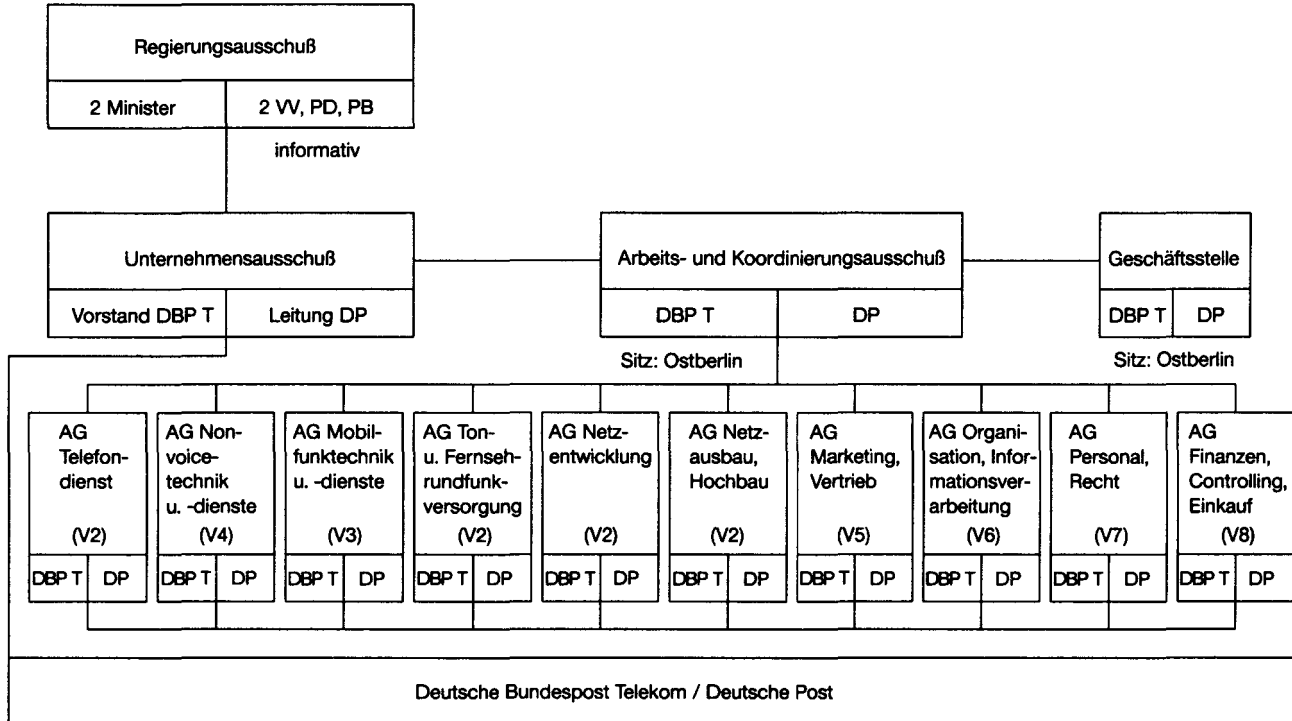 Regierungsausschuß
2 Minister
2 VV, PD, PB
informativ
Unternehmensausschuß
Vorstand DBP T
Leitung DP
Arbeits- und Koordinierungsausschuß
DBP T
DP
Sitz: Ostberlin
Geschäftsstelle
DBP T
DP
Sitz: Ostberlin
AG
Telefon-
dienst
(V2)
DBP T
DP
AG Non-
voice-
technik
u. -dienste
(V4)
DBP T
DP
AG Mobil-
funktechnik
u. -dienste
(V3)
DBP T
DP
AG Ton-
u. Fernseh-
rundfunk-
versorgung
(V2)
DBP T
DP
AG Netz-
entwicklung
(V2)
DBP T
DP
AG Netz-
ausbau,
Hochbau
(V2)
DBP T
DP
AG
Marketing,
Vertrieb
(V5)
DBP T
DP
AG Organi-
sation, Infor-
mationsver-
arbeitung
(V6)
DBP T
DP
AG
Personal,
Recht
(V7)
DBP T
DP
AG
Finanzen,
Controlling,
Einkauf
(V8)
DBP T
DP
Deutsche Bundespost Telekom / Deutsche Post